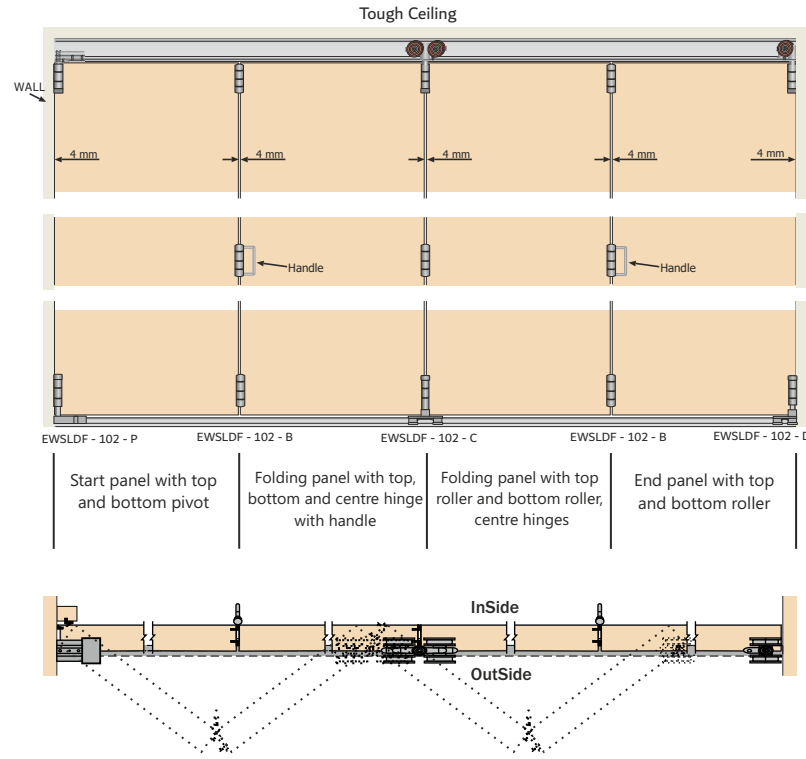 Tough Ceiling
WALL
4 mm
4 mm
4 mm
4 mm
4 mm
Handle
Handle
EWSLDF - 102 - P
EWSLDF - 102 - B
EWSLDF - 102 - C
EWSLDF - 102 - B
EWSLDF - 102 - D
Start panel with top
and bottom pivot
Folding panel with top,
bottom and centre hinge
with handle
Folding panel with top
roller and bottom roller,
centre hinges
End panel with top
and bottom roller
InSide
OutSide